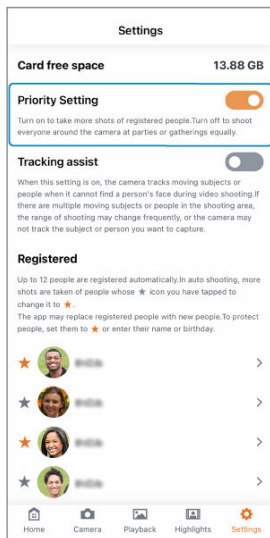 Settings
Card free space 13.88 GB
Priority Setting
Turn on to take more shots of registered people.Turn off to shoot
everyone around the camera at parties or gatherings equally.
Tracking assist
When this setting is on, the camera tracks moving subjects or
people when it cannot find a person's face during video shooting.If
there are multiple moving subjects or people in the shooting area,
the range of shooting may change frequently, or the camera may
not track the subject or person you want to capture.
Registered
Up to 12 people are registered automatically.In auto shooting, more
shots are taken of people whose ★ icon you have tapped to
change it to ★.
The app may replace registered people with new people.To protect
people, set them to ★ or enter their name or birthday.
Home Camera Playback Highlights Settings